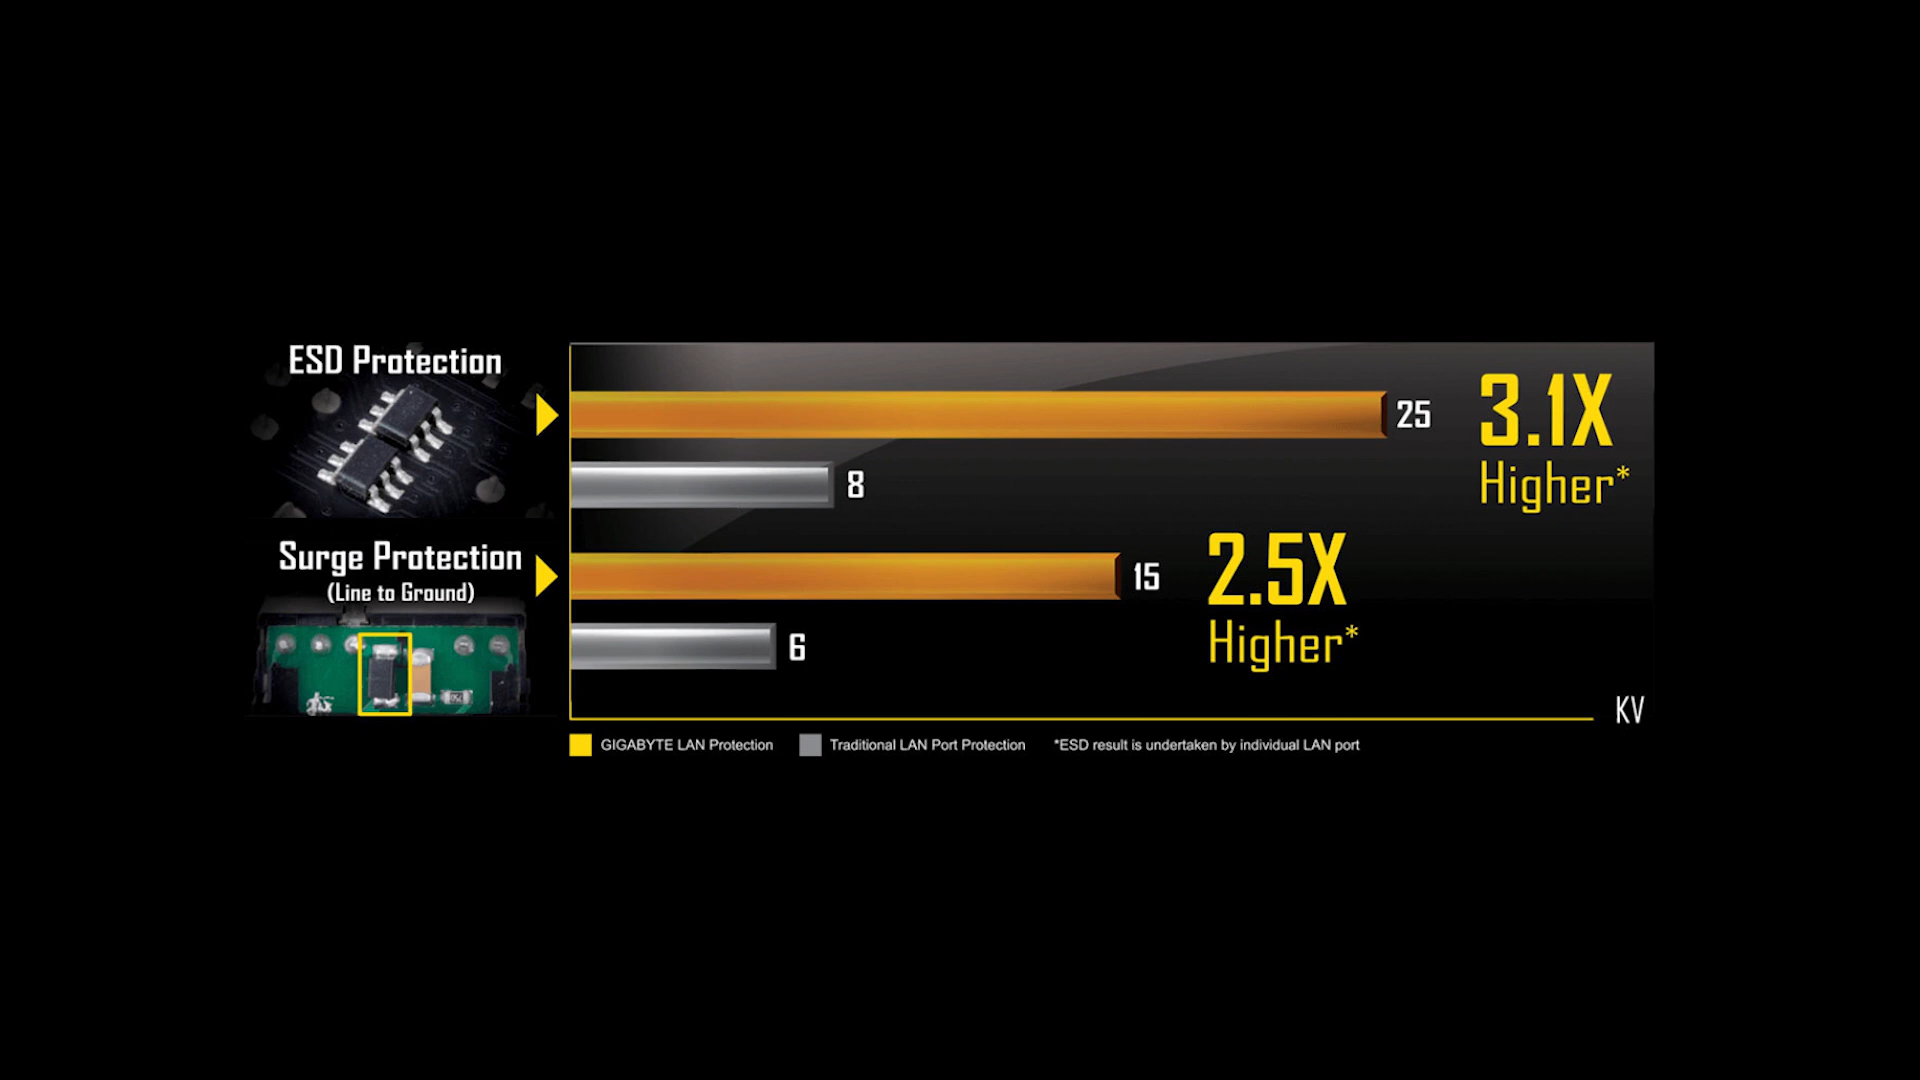 ESD Protection
25
3.1X
Higher*
8
Surge Protection
(Line to Ground)
15
2.5X
Higher*
6
KV
GIGABYTE LAN Protection
Traditional LAN Port Protection
*ESD result is undertaken by individual LAN port